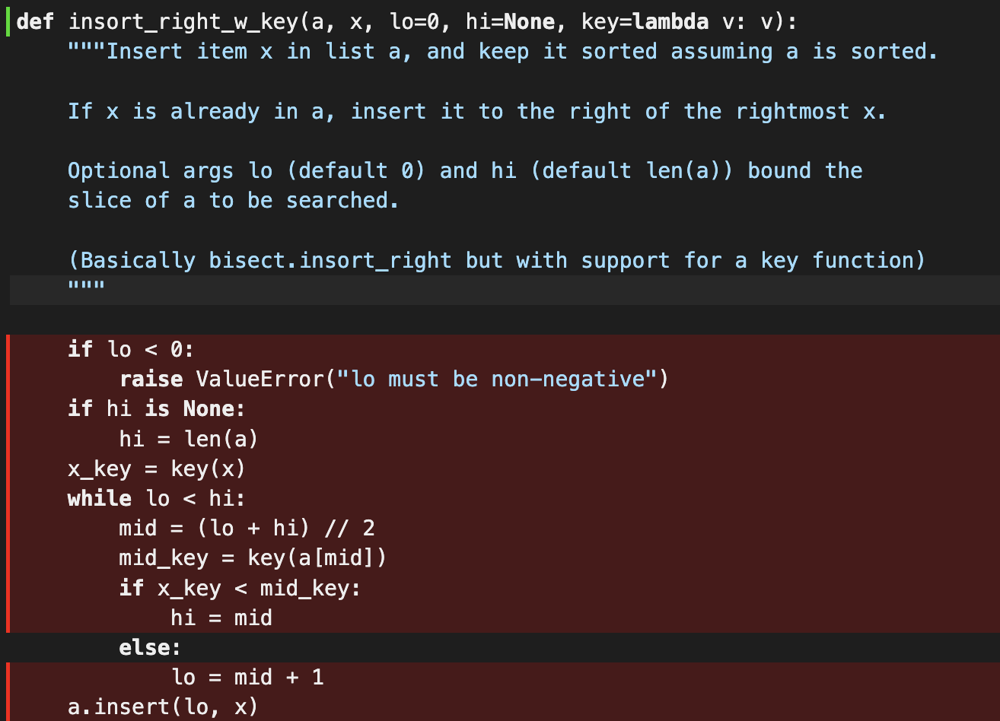 def insort_right_w_key(a, x, lo=0, hi=None, key=lambda v: v):
    """Insert item x in list a, and keep it sorted assuming a is sorted.

    If x is already in a, insert it to the right of the rightmost x.

    Optional args lo (default 0) and hi (default len(a)) bound the
    slice of a to be searched.

    (Basically bisect.insort_right but with support for a key function)
    """

    if lo < 0:
        raise ValueError("lo must be non-negative")
    if hi is None:
        hi = len(a)
    x_key = key(x)
    while lo < hi:
        mid = (lo + hi) // 2
        mid_key = key(a[mid])
        if x_key < mid_key:
            hi = mid
        else:
            lo = mid + 1
    a.insert(lo, x)